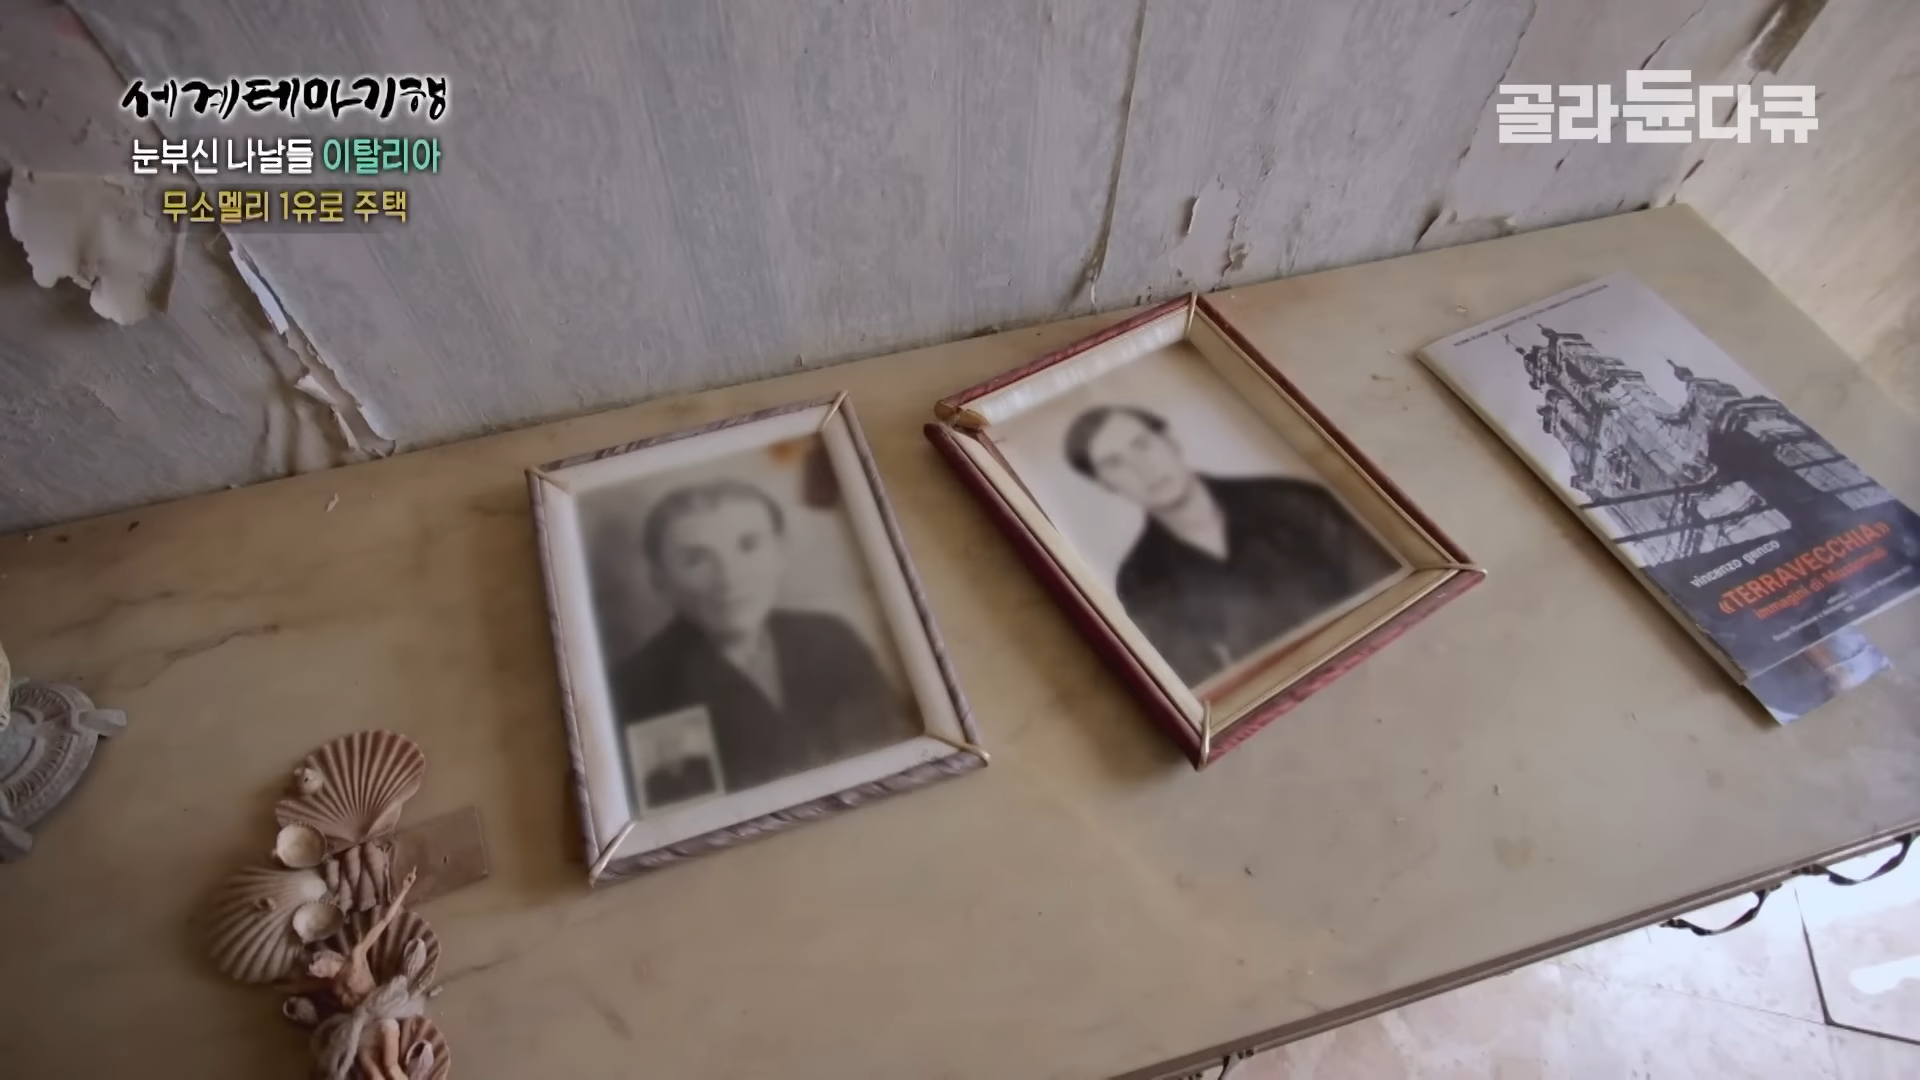 세계테마기행
눈부신 나날들 이탈리아
무소멜리 1유로 주택
골라듄다큐
vincenzo genco
«TERRAVECCHIA»
immagini di Mussomeli